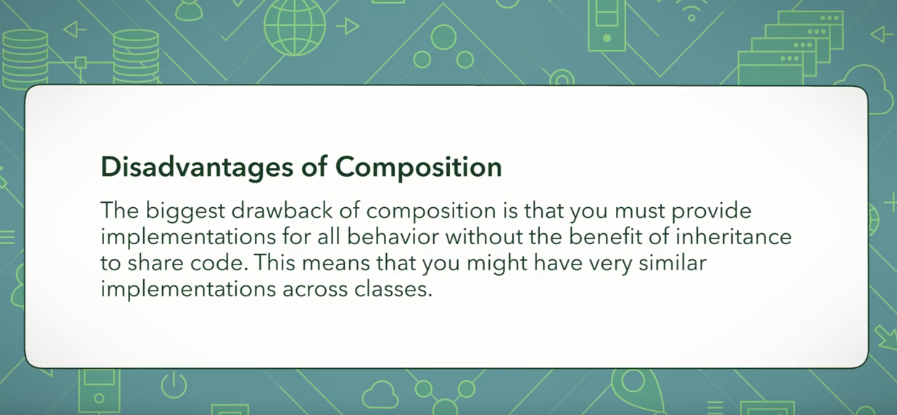 Disadvantages of Composition
The biggest drawback of composition is that you must provide
implementations for all behavior without the benefit of inheritance
to share code. This means that you might have very similar
implementations across classes.